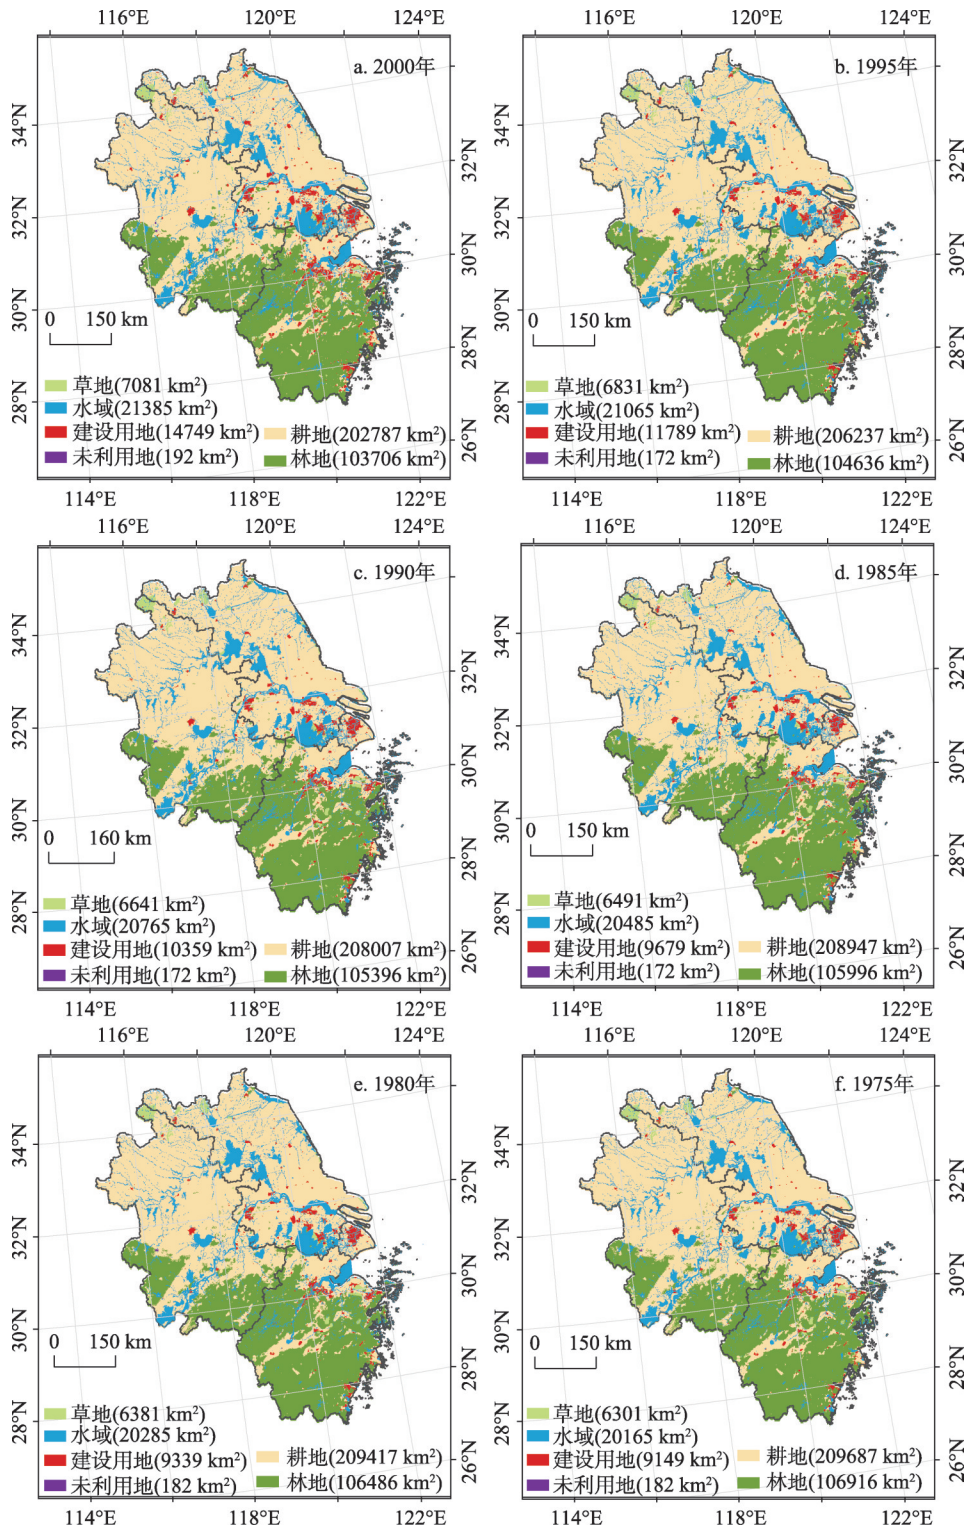 116°E 120°E 124°E
116°E 120°E 124°E
a. 2000年
b. 1995年
34°N
32°N
30°N
28°N
32°N
30°N
28°N
26°N
34°N
32°N
30°N
28°N
32°N
30°N
28°N
26°N
0 150 km
0 150 km
草地(7081 km²)
水域(21385 km²)
建设用地(14749 km²) 耕地(202787 km²)
未利用地(192 km²) 林地(103706 km²)
草地(6831 km²)
水域(21065 km²)
建设用地(11789 km²) 耕地(206237 km²)
未利用地(172 km²) 林地(104636 km²)
114°E 118°E 122°E
114°E 118°E 122°E
116°E 120°E 124°E
116°E 120°E 124°E
c. 1990年
d. 1985年
34°N
32°N
30°N
28°N
32°N
30°N
28°N
26°N
34°N
32°N
30°N
28°N
32°N
30°N
28°N
26°N
0 160 km
0 150 km
草地(6641 km²)
水域(20765 km²)
建设用地(10359 km²) 耕地(208007 km²)
未利用地(172 km²) 林地(105396 km²)
草地(6491 km²)
水域(20485 km²)
建设用地(9679 km²) 耕地(208947 km²)
未利用地(172 km²) 林地(105996 km²)
114°E 118°E 122°E
114°E 118°E 122°E
116°E 120°E 124°E
116°E 120°E 124°E
e. 1980年
f. 1975年
34°N
32°N
30°N
28°N
32°N
30°N
28°N
26°N
34°N
32°N
30°N
28°N
32°N
30°N
28°N
26°N
0 150 km
0 150 km
草地(6381 km²)
水域(20285 km²)
建设用地(9339 km²) 耕地(209417 km²)
未利用地(182 km²) 林地(106486 km²)
草地(6301 km²)
水域(20165 km²)
建设用地(9149 km²) 耕地(209687 km²)
未利用地(182 km²) 林地(106916 km²)
114°E 118°E 122°E
114°E 118°E 122°E